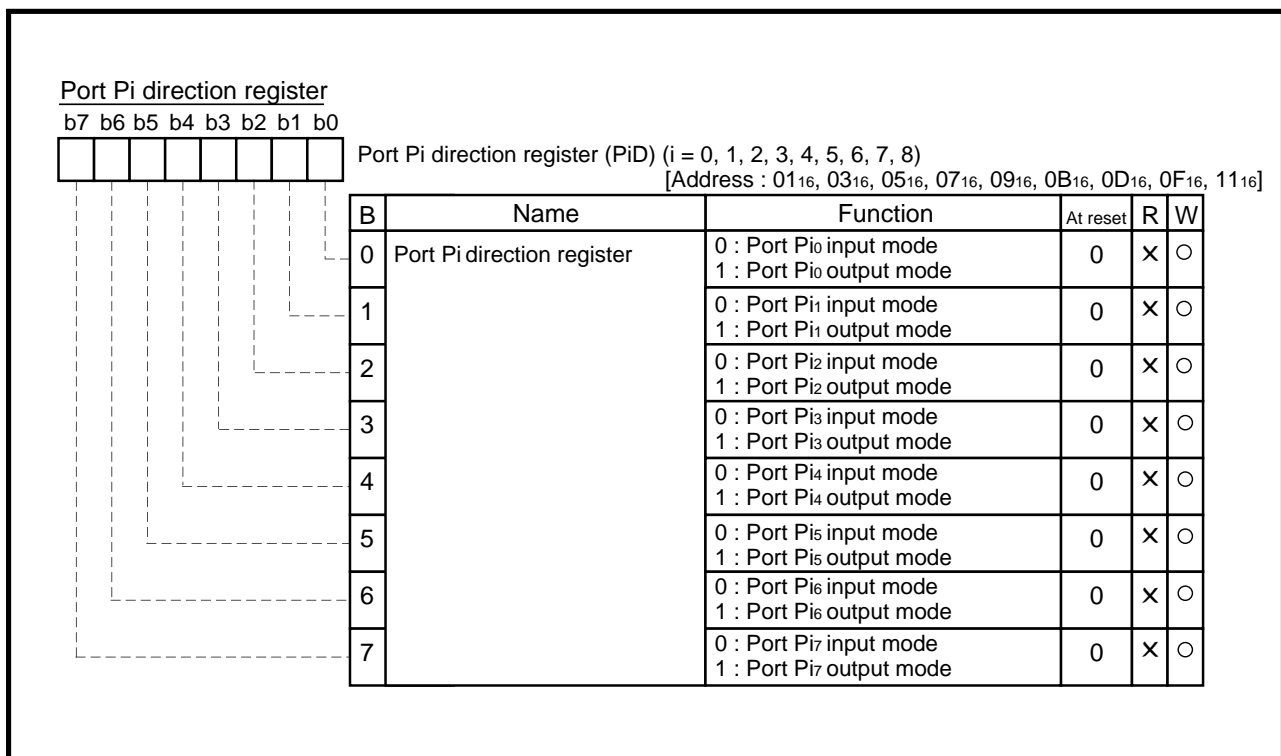 Port Pi direction register
b7 b6 b5 b4 b3 b2 b1 b0
Port Pi direction register (PiD) (i = 0, 1, 2, 3, 4, 5, 6, 7, 8)
[Address : 0116, 0316, 0516, 0716, 0916, 0B16, 0D16, 0F16, 1116]
B Name Function At reset R W
0 Port Pi direction register 0 : Port Pi0 input mode 0 × ○
1 : Port Pi0 output mode
1 0 : Port Pi1 input mode 0 × ○
1 : Port Pi1 output mode
2 0 : Port Pi2 input mode 0 × ○
1 : Port Pi2 output mode
3 0 : Port Pi3 input mode 0 × ○
1 : Port Pi3 output mode
4 0 : Port Pi4 input mode 0 × ○
1 : Port Pi4 output mode
5 0 : Port Pi5 input mode 0 × ○
1 : Port Pi5 output mode
6 0 : Port Pi6 input mode 0 × ○
1 : Port Pi6 output mode
7 0 : Port Pi7 input mode 0 × ○
1 : Port Pi7 output mode